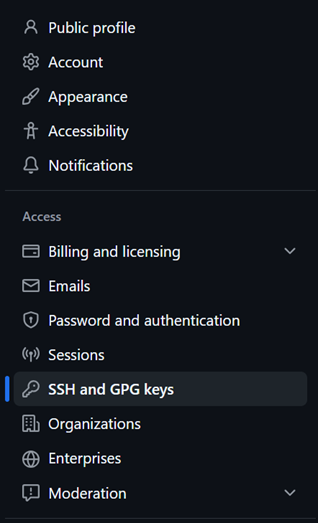 Public profile
Account
Appearance
Accessibility
Notifications
Access
Billing and licensing
Emails
Password and authentication
Sessions
SSH and GPG keys
Organizations
Enterprises
Moderation